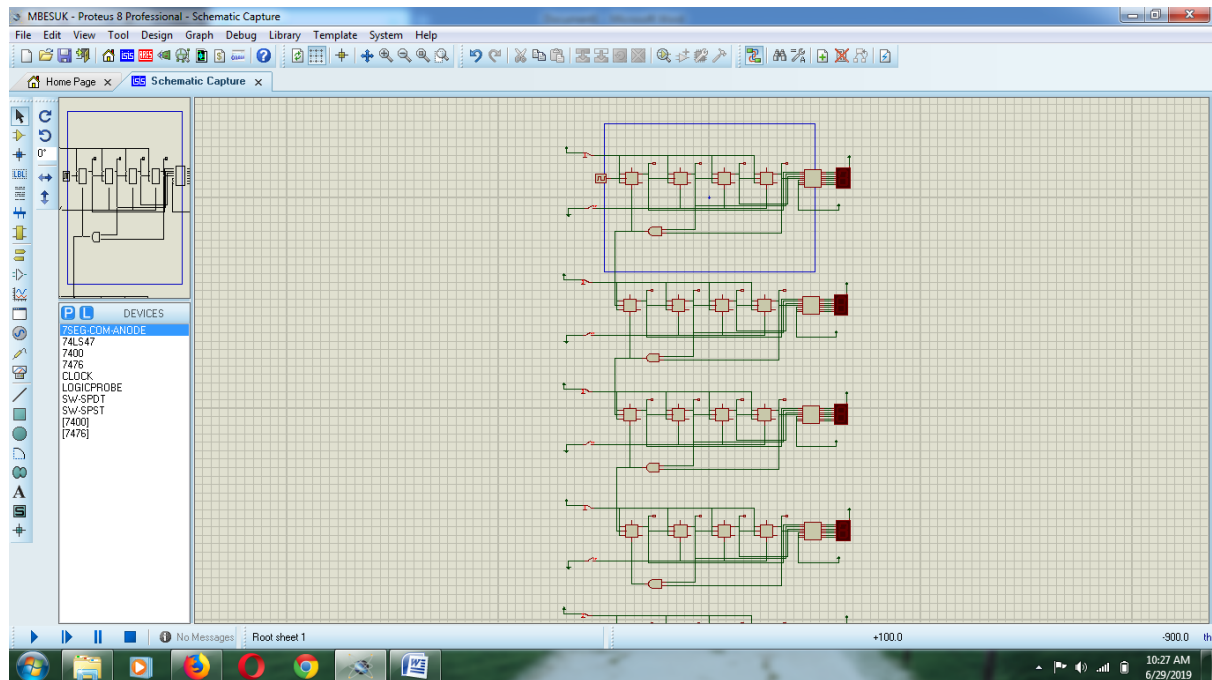 MBESUK - Proteus 8 Professional - Schematic Capture
File Edit View Tool Design Graph Debug Library Template System Help
Home Page
Schematic Capture
0°
LBL
P L DEVICES
7SEG-COM-ANODE
74LS47
7400
7476
CLOCK
LOGICPROBE
SW-SPDT
SW-SPST
[7400]
[7476]
A
S
No Messages
Root sheet 1
+100.0
-900.0
th
10:27 AM
6/29/2019